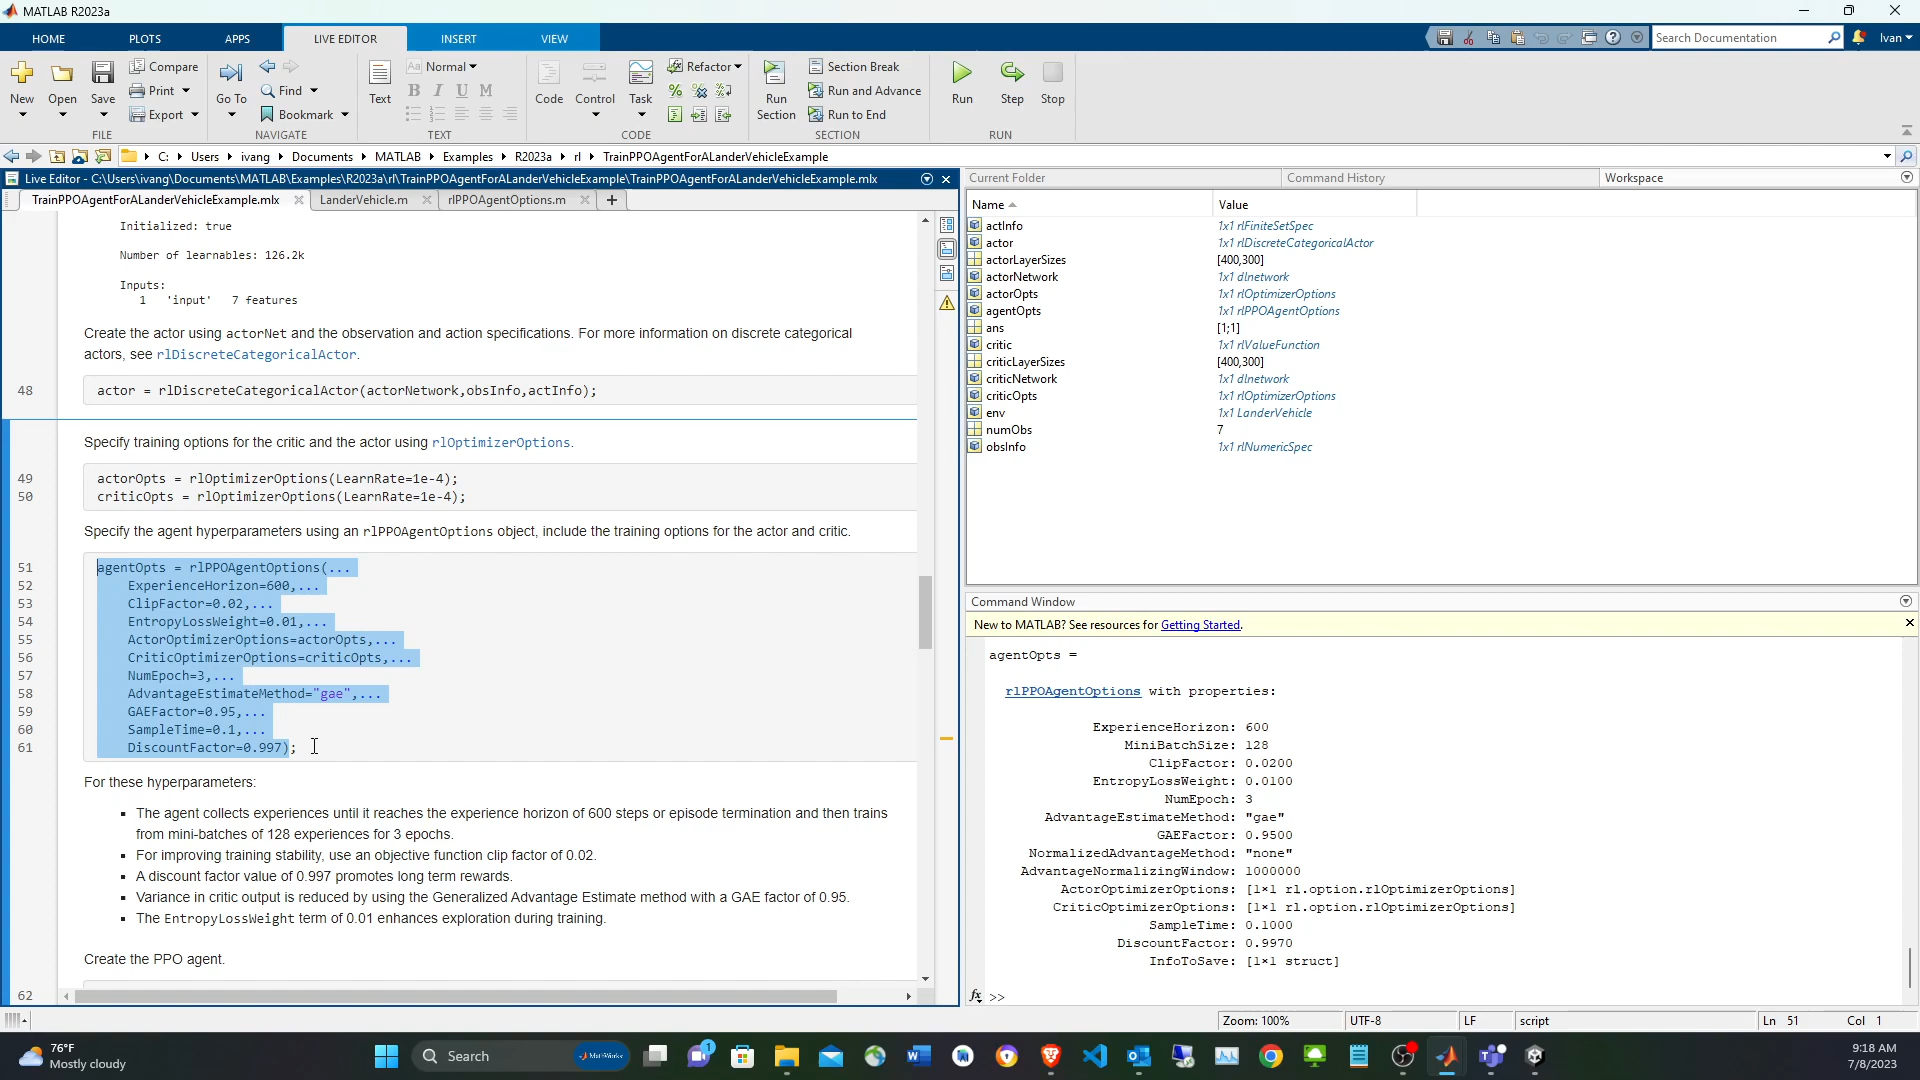 MATLAB R2023a
HOME PLOTS APPS LIVE EDITOR INSERT VIEW
Search Documentation
Ivan
New Open Save
Compare
Print
Export
FILE
Go To
Find
Bookmark
NAVIGATE
Text
Aa Normal
B I U M
TEXT
Code Control Task
Refactor
CODE
Run Section
Section Break
Run and Advance
Run to End
SECTION
Run Step Stop
RUN
C: Users ivang Documents MATLAB Examples R2023a rl TrainPPOAgentForALanderVehicleExample
Live Editor - C:\Users\ivang\Documents\MATLAB\Examples\R2023a\rl\TrainPPOAgentForALanderVehicleExample\TrainPPOAgentForALanderVehicleExample.mlx
TrainPPOAgentForALanderVehicleExample.mlx LanderVehicle.m rlPPOAgentOptions.m +
Initialized: true
Number of learnables: 126.2k
Inputs:
1 'input' 7 features
Create the actor using actorNet and the observation and action specifications. For more information on discrete categorical
actors, see rlDiscreteCategoricalActor.
48 actor = rlDiscreteCategoricalActor(actorNetwork,obsInfo,actInfo);
Specify training options for the critic and the actor using rlOptimizerOptions.
49 actorOpts = rlOptimizerOptions(LearnRate=1e-4);
50 criticOpts = rlOptimizerOptions(LearnRate=1e-4);
Specify the agent hyperparameters using an rlPPOAgentOptions object, include the training options for the actor and critic.
51 agentOpts = rlPPOAgentOptions(...
52 ExperienceHorizon=600,...
53 ClipFactor=0.02,...
54 EntropyLossWeight=0.01,...
55 ActorOptimizerOptions=actorOpts,...
56 CriticOptimizerOptions=criticOpts,...
57 NumEpoch=3,...
58 AdvantageEstimateMethod="gae",...
59 GAEFactor=0.95,...
60 SampleTime=0.1,...
61 DiscountFactor=0.997);
For these hyperparameters:
▪ The agent collects experiences until it reaches the experience horizon of 600 steps or episode termination and then trains
from mini-batches of 128 experiences for 3 epochs.
▪ For improving training stability, use an objective function clip factor of 0.02.
▪ A discount factor value of 0.997 promotes long term rewards.
▪ Variance in critic output is reduced by using the Generalized Advantage Estimate method with a GAE factor of 0.95.
▪ The EntropyLossWeight term of 0.01 enhances exploration during training.
Create the PPO agent.
62
Current Folder Command History Workspace
Name Value
actInfo 1x1 rlFiniteSetSpec
actor 1x1 rlDiscreteCategoricalActor
actorLayerSizes [400,300]
actorNetwork 1x1 dlnetwork
actorOpts 1x1 rlOptimizerOptions
agentOpts 1x1 rlPPOAgentOptions
ans [1;1]
critic 1x1 rlValueFunction
criticLayerSizes [400,300]
criticNetwork 1x1 dlnetwork
criticOpts 1x1 rlOptimizerOptions
env 1x1 LanderVehicle
numObs 7
obsInfo 1x1 rlNumericSpec
Command Window
New to MATLAB? See resources for Getting Started.
agentOpts =
rlPPOAgentOptions with properties:
ExperienceHorizon: 600
MiniBatchSize: 128
ClipFactor: 0.0200
EntropyLossWeight: 0.0100
NumEpoch: 3
AdvantageEstimateMethod: "gae"
GAEFactor: 0.9500
NormalizedAdvantageMethod: "none"
AdvantageNormalizingWindow: 1000000
ActorOptimizerOptions: [1×1 rl.option.rlOptimizerOptions]
CriticOptimizerOptions: [1×1 rl.option.rlOptimizerOptions]
SampleTime: 0.1000
DiscountFactor: 0.9970
InfoToSave: [1×1 struct]
fx >>
Zoom: 100% UTF-8 LF script Ln 51 Col 1
76°F
Mostly cloudy
Search
MathWorks
1
9:18 AM
7/8/2023